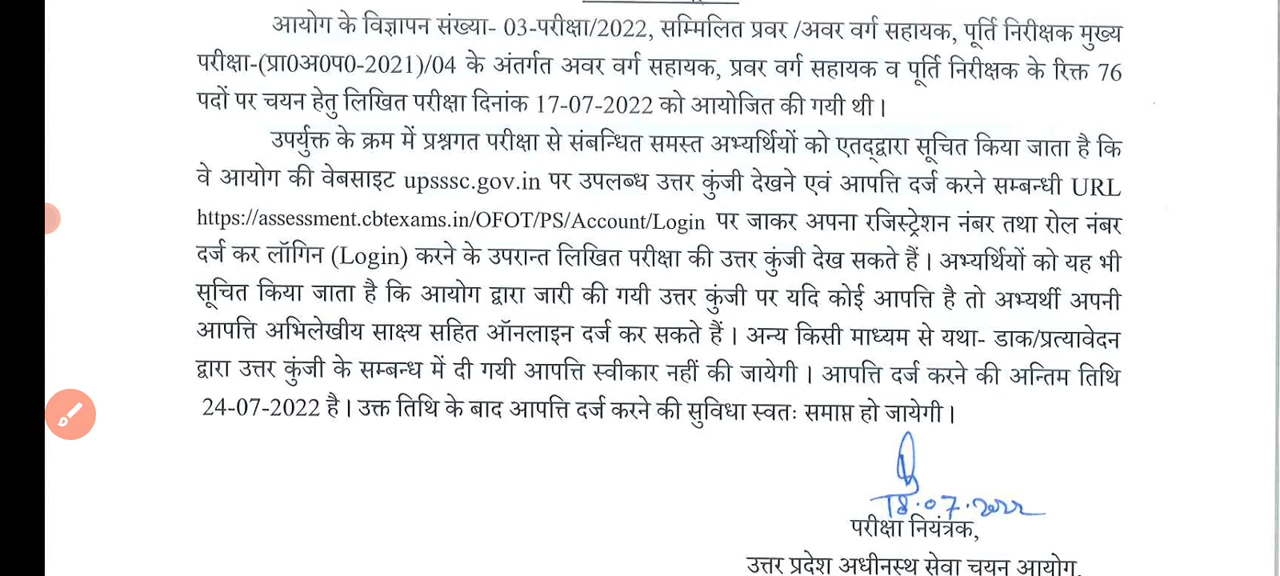 आयोग के विज्ञापन संख्या- 03-परीक्षा/2022, सम्मिलित प्रवर /अवर वर्ग सहायक, पूर्ति निरीक्षक मुख्य
परीक्षा-(प्रा0अ0प0-2021)/04 के अंतर्गत अवर वर्ग सहायक, प्रवर वर्ग सहायक व पूर्ति निरीक्षक के रिक्त 76
पदों पर चयन हेतु लिखित परीक्षा दिनांक 17-07-2022 को आयोजित की गयी थी।
उपर्युक्त के क्रम में प्रश्नगत परीक्षा से संबन्धित समस्त अभ्यर्थियों को एतद्द्वारा सूचित किया जाता है कि
वे आयोग की वेबसाइट upsssc.gov.in पर उपलब्ध उत्तर कुंजी देखने एवं आपत्ति दर्ज करने सम्बन्धी URL
https://assessment.cbtexams.in/OFOT/PS/Account/Login पर जाकर अपना रजिस्ट्रेशन नंबर तथा रोल नंबर
दर्ज कर लॉगिन (Login) करने के उपरान्त लिखित परीक्षा की उत्तर कुंजी देख सकते हैं। अभ्यर्थियों को यह भी
सूचित किया जाता है कि आयोग द्वारा जारी की गयी उत्तर कुंजी पर यदि कोई आपत्ति है तो अभ्यर्थी अपनी
आपत्ति अभिलेखीय साक्ष्य सहित ऑनलाइन दर्ज कर सकते हैं। अन्य किसी माध्यम से यथा- डाक/प्रत्यावेदन
द्वारा उत्तर कुंजी के सम्बन्ध में दी गयी आपत्ति स्वीकार नहीं की जायेगी। आपत्ति दर्ज करने की अन्तिम तिथि
24-07-2022 है। उक्त तिथि के बाद आपत्ति दर्ज करने की सुविधा स्वतः समाप्त हो जायेगी।
18.07.2022
परीक्षा नियंत्रक,
उत्तर प्रदेश अधीनस्थ सेवा चयन आयोग,